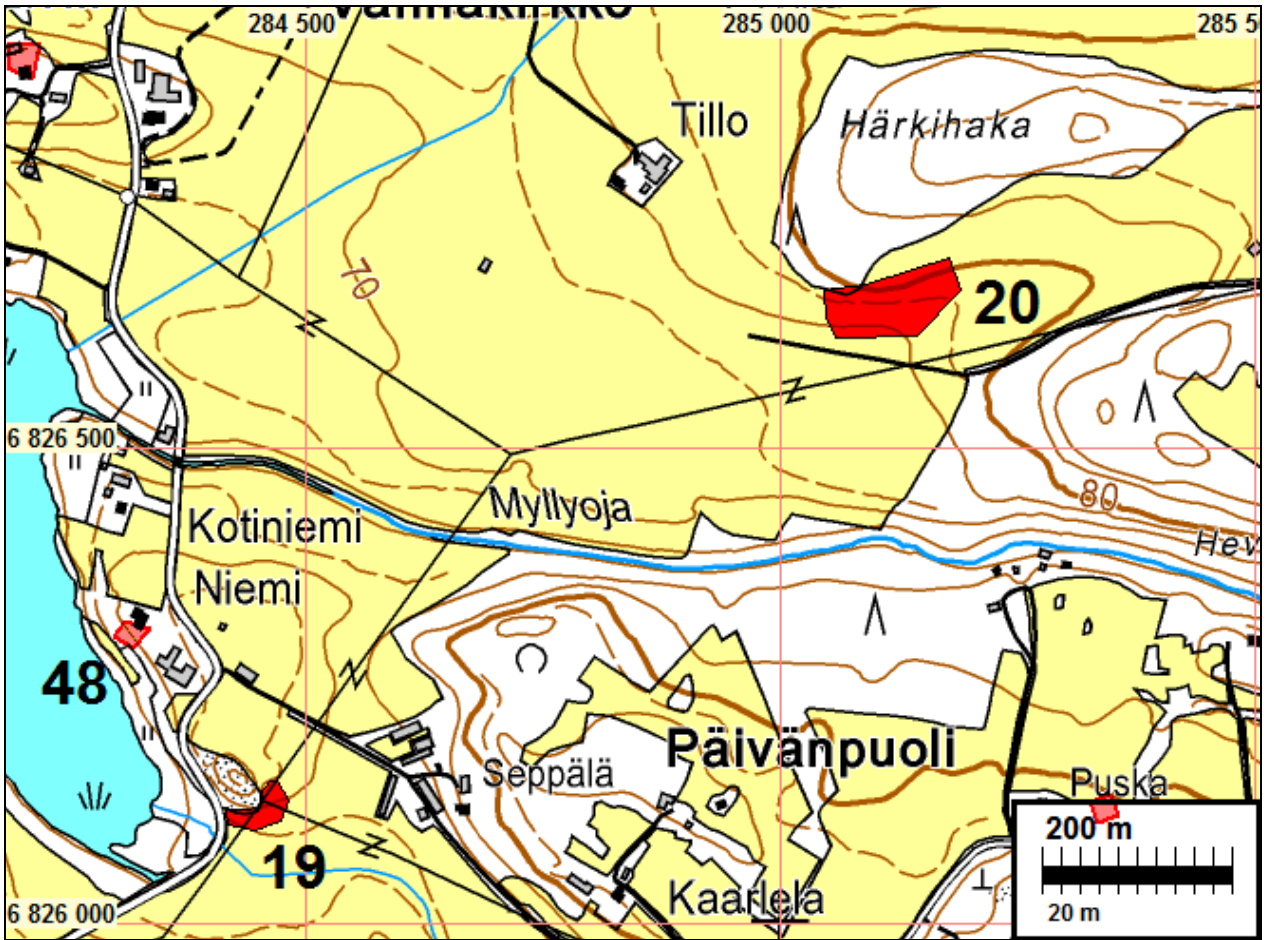 284 500
285 000
Tillo
Härkihaka
70
20
6 826 500
Myllyoja
80
Kotiniemi
Niemi
48
Päivänpuoli
Seppälä
Puska
200 m
19
Kaarlela
20 m
6 826 000